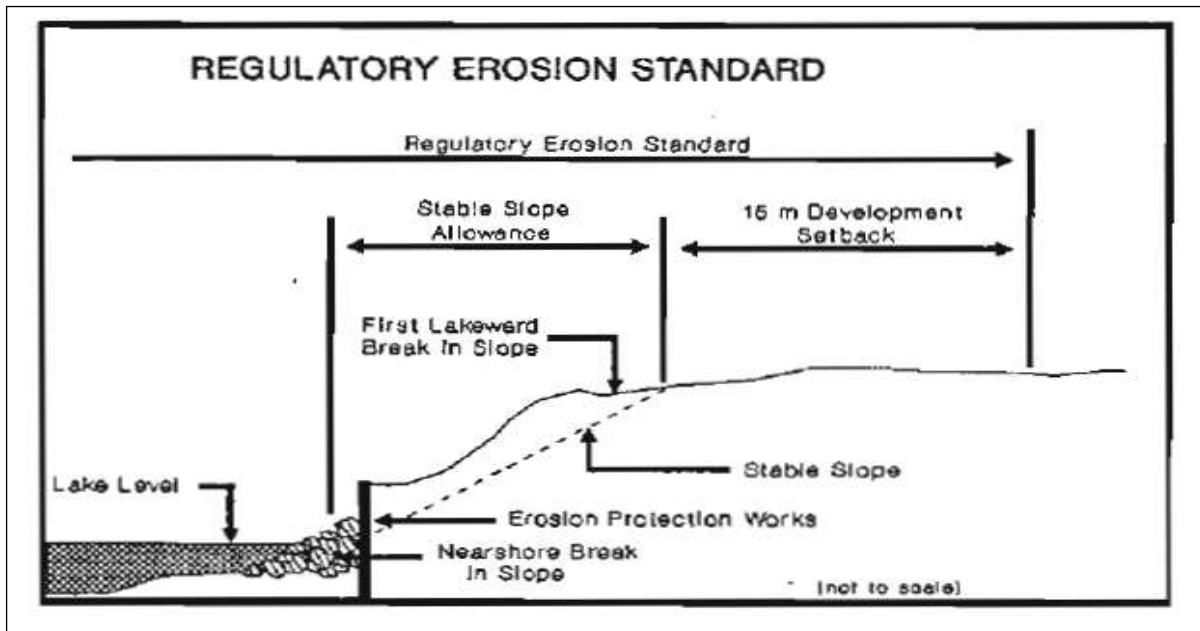 REGULATORY EROSION STANDARD
Regulatory Erosion Standard
Stable Slope
Allowance
15 m Development
Setback
First Lakeward
Break In Slope
Lake Level
Stable Slope
Erosion Protection Works
Nearshore Break
In Slope
[not to scale]